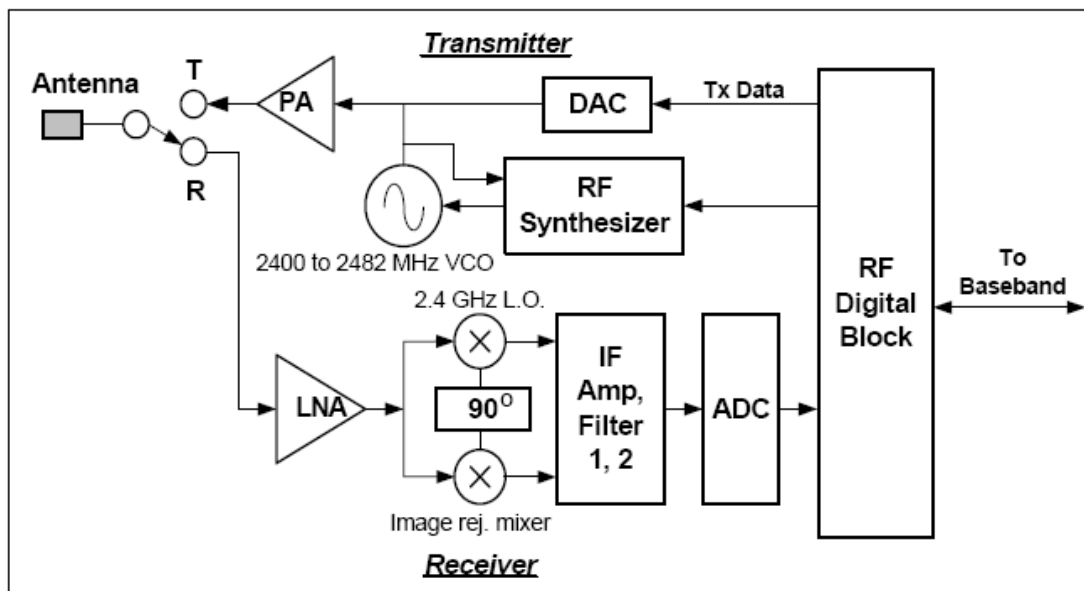 Transmitter
Antenna
T
R
PA
DAC
Tx Data
RF
Synthesizer
2400 to 2482 MHz VCO
RF
Digital
Block
To
Baseband
2.4 GHz L.O.
LNA
90°
IF
Amp,
Filter
1, 2
ADC
Image rej. mixer
Receiver